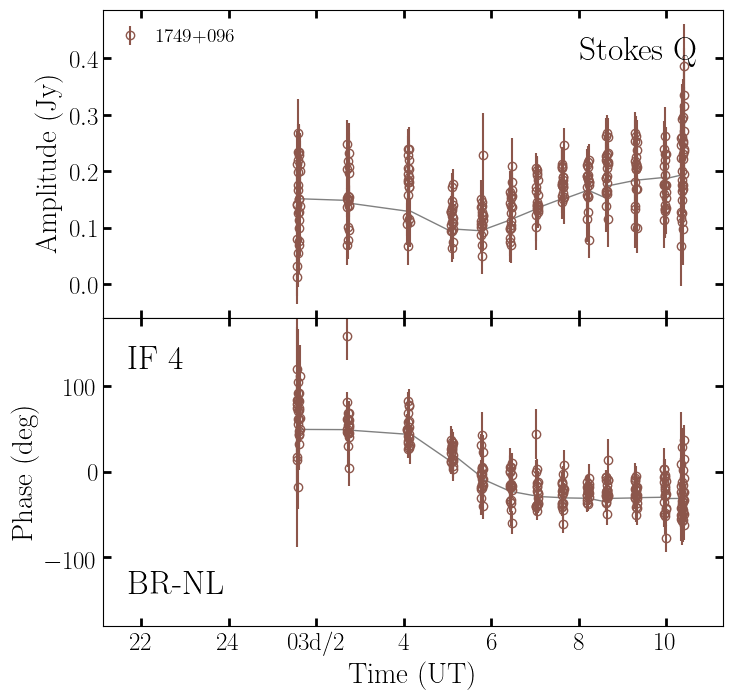 1749+096
Stokes Q
0.4
0.3
0.2
0.1
0.0
Amplitude (Jy)
IF 4
100
0
−100
Phase (deg)
BR-NL
22 24 03d/2 4 6 8 10
Time (UT)